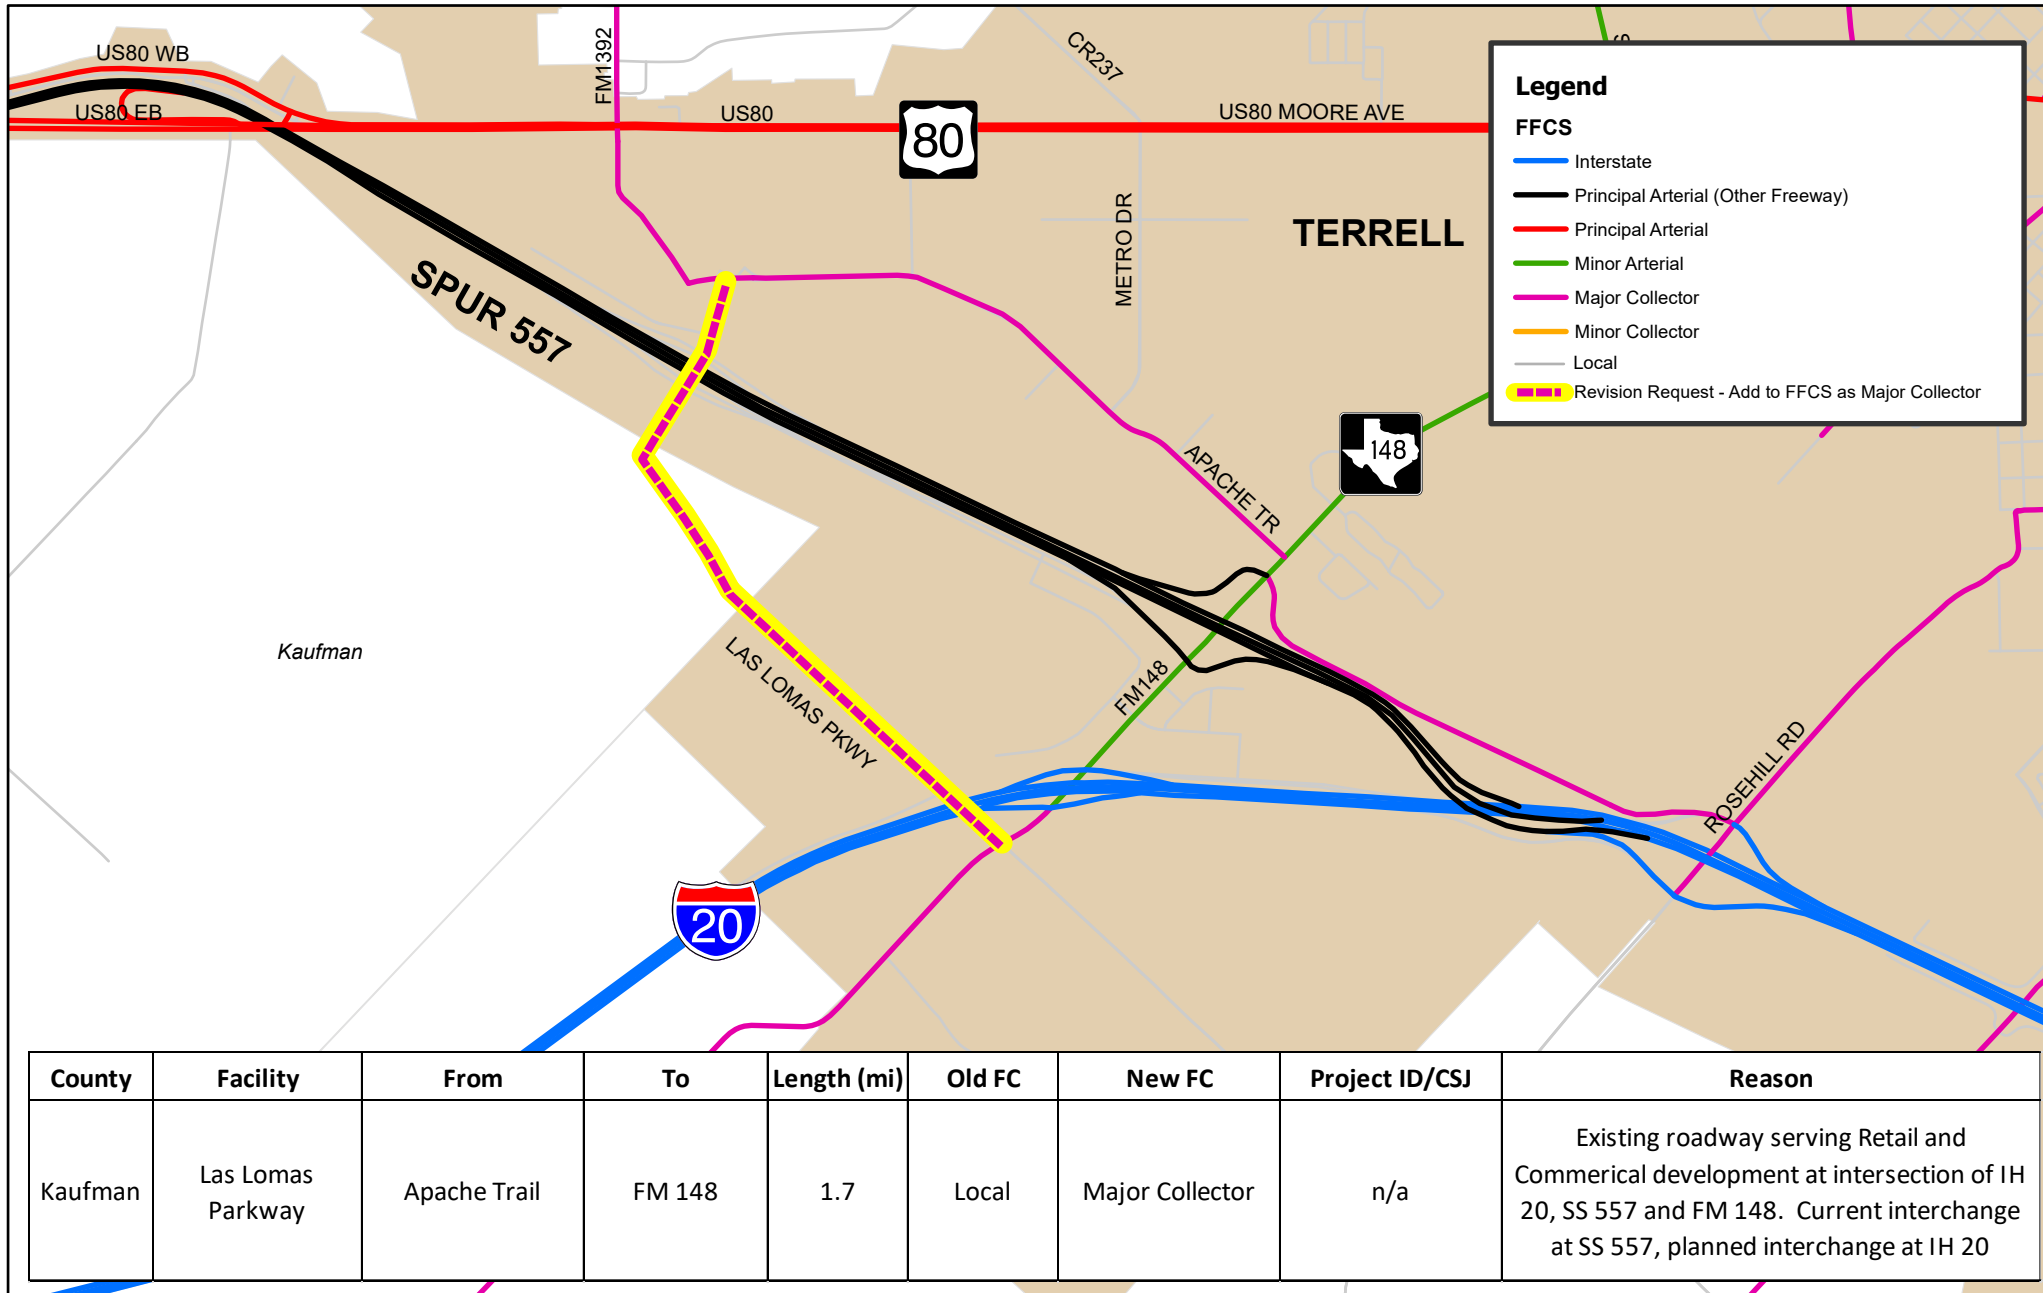 US80 WB
US80 EB
FM1392
US80
80
CR237
US80 MOORE AVE
METRO DR
TERRELL
SPUR 557
148
APACHE TR
Kaufman
LAS LOMAS PKWY
FM148
ROSEHILL RD
20
Legend
FFCS
Interstate
Principal Arterial (Other Freeway)
Principal Arterial
Minor Arterial
Major Collector
Minor Collector
Local
Revision Request - Add to FFCS as Major Collector
County Facility From To Length (mi) Old FC New FC Project ID/CSJ Reason
Kaufman
Las Lomas
Parkway
Apache Trail
FM 148
1.7
Local
Major Collector
n/a
Existing roadway serving Retail and
Commerical development at intersection of IH
20, SS 557 and FM 148.  Current interchange
at SS 557, planned interchange at IH 20